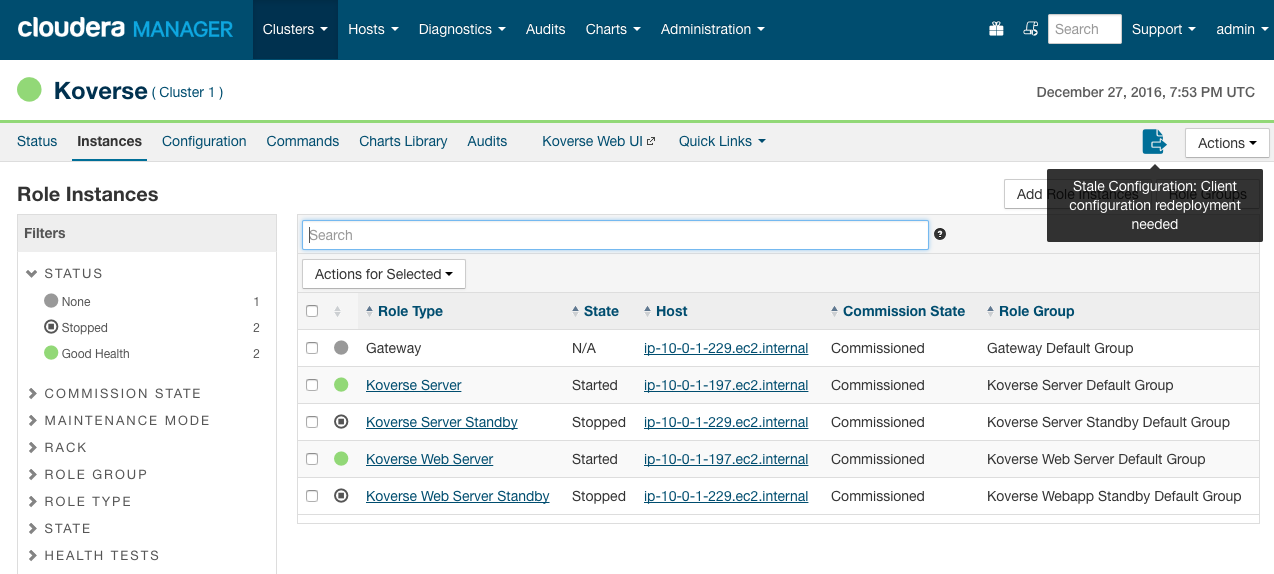 cloudera MANAGER Clusters Hosts Diagnostics Audits Charts Administration Search Support admin
Koverse ( Cluster 1 ) December 27, 2016, 7:53 PM UTC
Status Instances Configuration Commands Charts Library Audits Koverse Web UI Quick Links Actions
Role Instances
Add Role Instances Role Groups
Stale Configuration: Client
configuration redeployment
needed
Filters
STATUS
None 1
Stopped 2
Good Health 2
COMMISSION STATE
MAINTENANCE MODE
RACK
ROLE GROUP
ROLE TYPE
STATE
HEALTH TESTS
Search ?
Actions for Selected
Role Type State Host Commission State Role Group
Gateway N/A ip-10-0-1-229.ec2.internal Commissioned Gateway Default Group
Koverse Server Started ip-10-0-1-197.ec2.internal Commissioned Koverse Server Default Group
Koverse Server Standby Stopped ip-10-0-1-229.ec2.internal Commissioned Koverse Server Standby Default Group
Koverse Web Server Started ip-10-0-1-197.ec2.internal Commissioned Koverse Web Server Default Group
Koverse Web Server Standby Stopped ip-10-0-1-229.ec2.internal Commissioned Koverse Webapp Standby Default Group